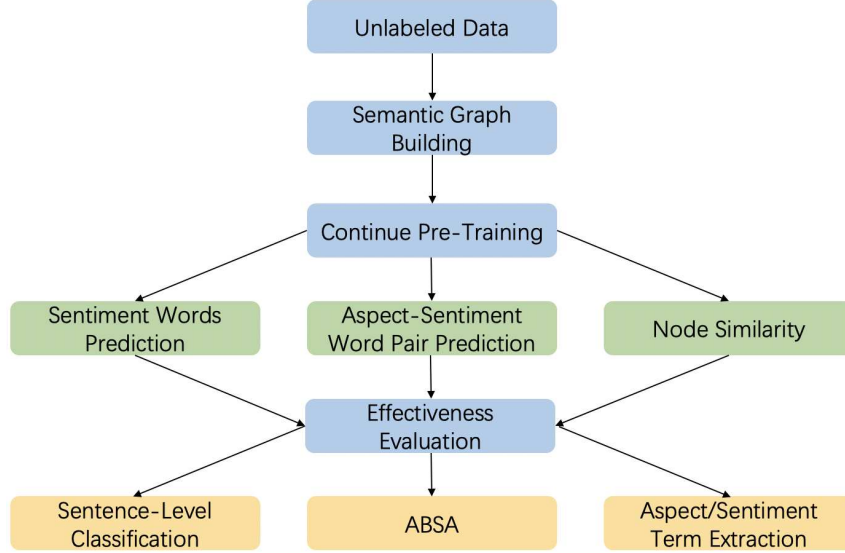 Unlabeled Data
Semantic Graph
Building
Continue Pre-Training
Sentiment Words
Prediction
Aspect-Sentiment
Word Pair Prediction
Node Similarity
Effectiveness
Evaluation
Sentence-Level
Classification
ABSA
Aspect/Sentiment
Term Extraction